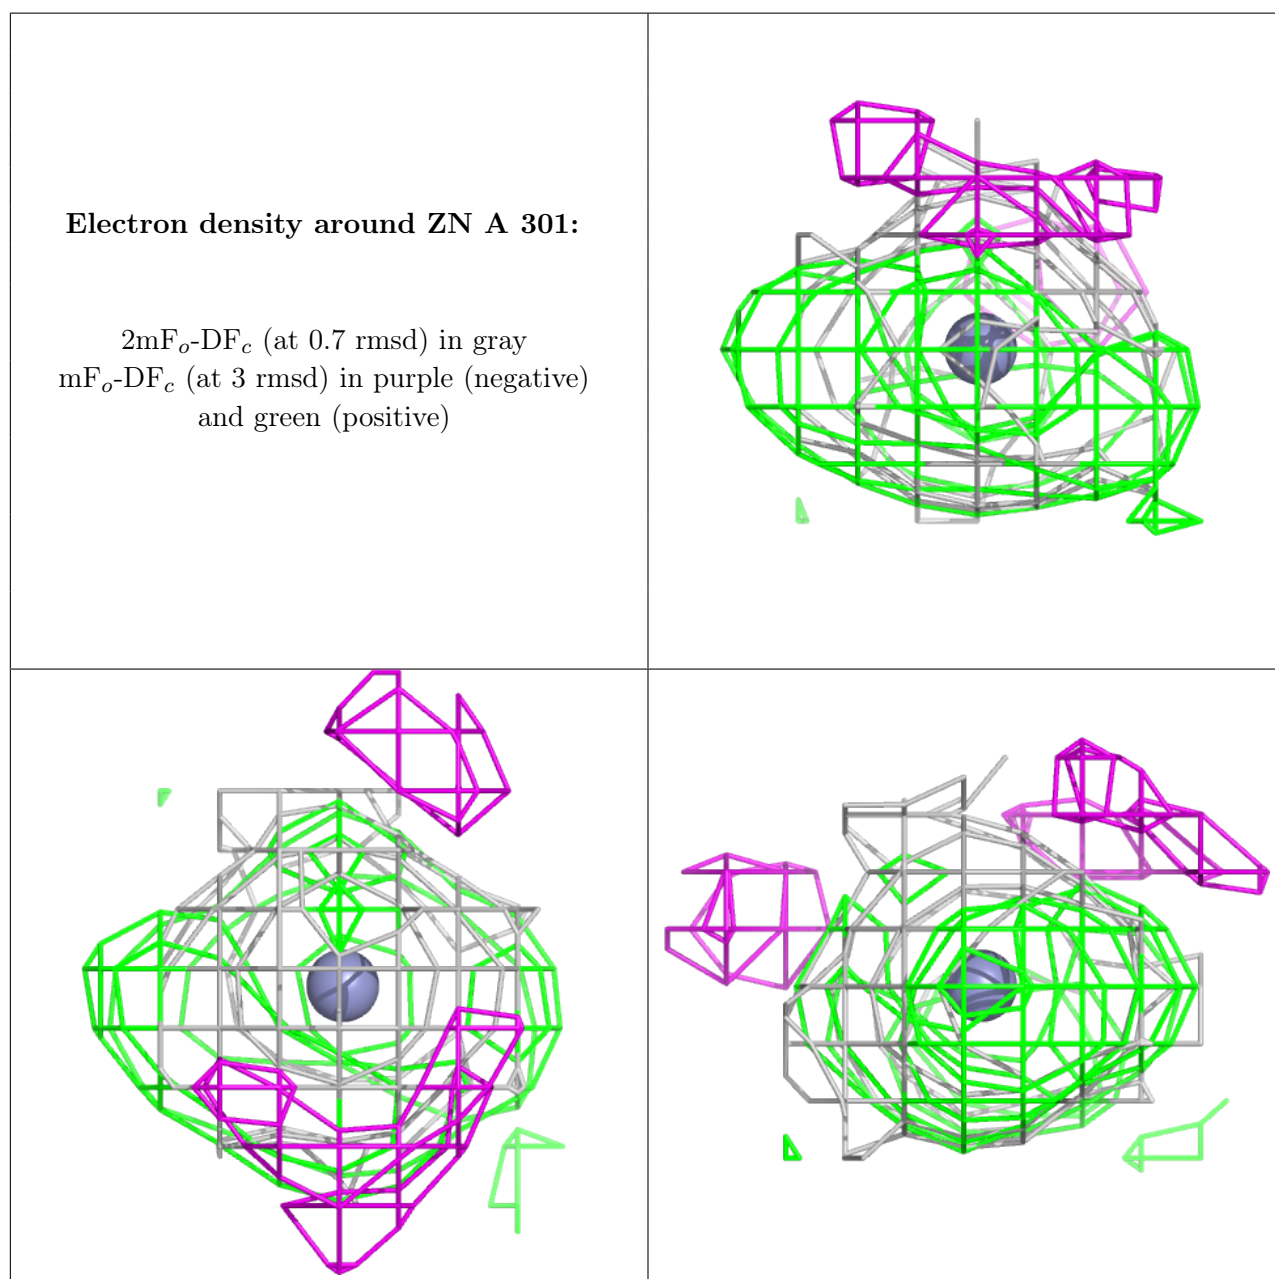 Electron density around ZN A 301:
2mFo-DFc (at 0.7 rmsd) in gray
mFo-DFc (at 3 rmsd) in purple (negative)
and green (positive)